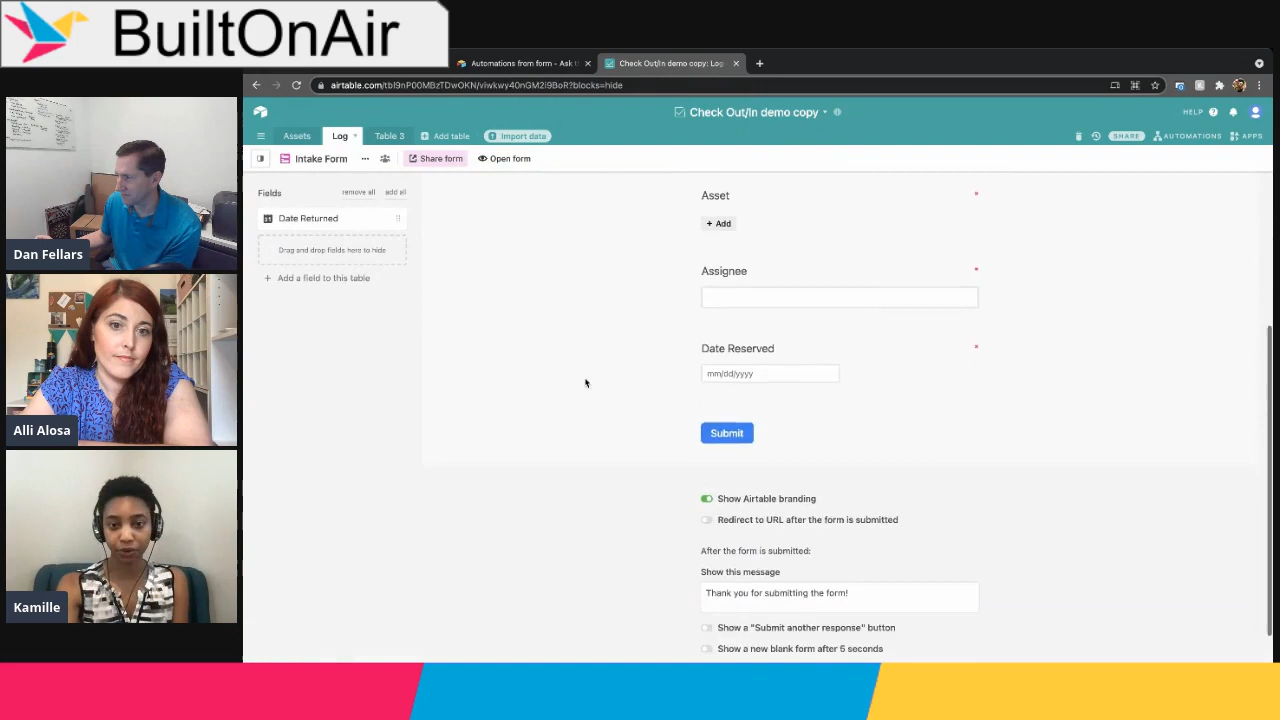 BuiltOnAir
Automations from form - Ask t
Check Out/In demo copy: Log
airtable.com/tbl9nP00MBzTDwOKN/viwkwy40nGM2i9BoR?blocks=hide
Check Out/In demo copy
HELP
Assets
Log
Table 3
Add table
Import data
SHARE
AUTOMATIONS
APPS
Intake Form
Share form
Open form
Fields
remove all
add all
Date Returned
Drag and drop fields here to hide
Add a field to this table
Asset
*
+ Add
Assignee
*
Date Reserved
*
mm/dd/yyyy
Submit
Show Airtable branding
Redirect to URL after the form is submitted
After the form is submitted:
Show this message
Thank you for submitting the form!
Show a "Submit another response" button
Show a new blank form after 5 seconds
Dan Fellars
Alli Alosa
Kamille